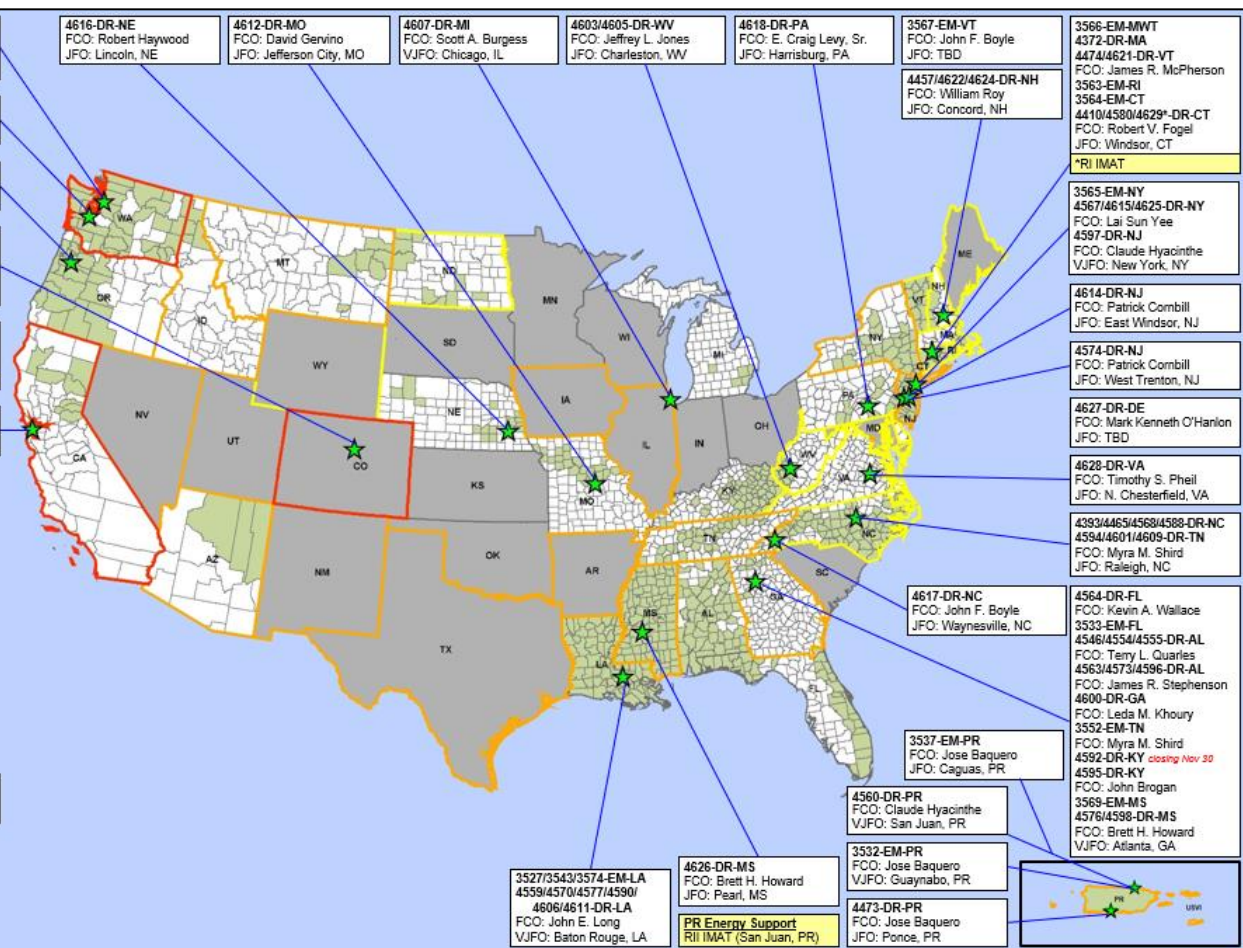 4616-DR-NE
FCO: Robert Haywood
JFO: Lincoln, NE
4612-DR-MO
FCO: David Gervino
JFO: Jefferson City, MO
4607-DR-MI
FCO: Scott A. Burgess
VJFO: Chicago, IL
4603/4605-DR-WV
FCO: Jeffrey L. Jones
JFO: Charleston, WV
4618-DR-PA
FCO: E. Craig Levy, Sr.
JFO: Harrisburg, PA
3567-EM-VT
FCO: John F. Boyle
JFO: TBD
4457/4622/4624-DR-NH
FCO: William Roy
JFO: Concord, NH
3566-EM-MWT
4372-DR-MA
4474/4621-DR-VT
FCO: James R. McPherson
3563-EM-RI
3564-EM-CT
4410/4580/4629*-DR-CT
FCO: Robert V. Fogel
JFO: Windsor, CT
*RI IMAT
3565-EM-NY
4567/4615/4625-DR-NY
FCO: Lai Sun Yee
4597-DR-NJ
FCO: Claude Hyacinthe
VJFO: New York, NY
4614-DR-NJ
FCO: Patrick Cornbill
JFO: East Windsor, NJ
4574-DR-NJ
FCO: Patrick Cornbill
JFO: West Trenton, NJ
4627-DR-DE
FCO: Mark Kenneth O'Hanlon
JFO: TBD
4628-DR-VA
FCO: Timothy S. Pheil
JFO: N. Chesterfield, VA
4393/4465/4568/4588-DR-NC
4594/4601/4609-DR-TN
FCO: Myra M. Shird
JFO: Raleigh, NC
4617-DR-NC
FCO: John F. Boyle
JFO: Waynesville, NC
4564-DR-FL
FCO: Kevin A. Wallace
3533-EM-FL
4546/4554/4555-DR-AL
FCO: Terry L. Quarles
4563/4573/4596-DR-AL
FCO: James R. Stephenson
4600-DR-GA
FCO: Leda M. Khoury
3552-EM-TN
FCO: Myra M. Shird
4592-DR-KY closing Nov 30
4595-DR-KY
FCO: John Brogan
3569-EM-MS
4576/4598-DR-MS
FCO: Brett H. Howard
VJFO: Atlanta, GA
3537-EM-PR
FCO: Jose Baquero
JFO: Caguas, PR
4560-DR-PR
FCO: Claude Hyacinthe
VJFO: San Juan, PR
3532-EM-PR
FCO: Jose Baquero
VJFO: Guaynabo, PR
4473-DR-PR
FCO: Jose Baquero
JFO: Ponce, PR
3527/3543/3574-EM-LA
4559/4570/4577/4590/
4606/4611-DR-LA
FCO: John E. Long
VJFO: Baton Rouge, LA
4626-DR-MS
FCO: Brett H. Howard
JFO: Pearl, MS
PR Energy Support
RII IMAT (San Juan, PR)
WA
MT
ND
MN
ME
OR
ID
SD
WI
VT
NH
NY
MA
RI
CT
WY
MI
NE
IA
PA
NJ
NV
UT
CO
IL
IN
OH
MD
WV
CA
KS
MO
KY
VA
AZ
NM
OK
AR
TN
NC
SC
MS
AL
GA
TX
LA
FL
PR
USVI